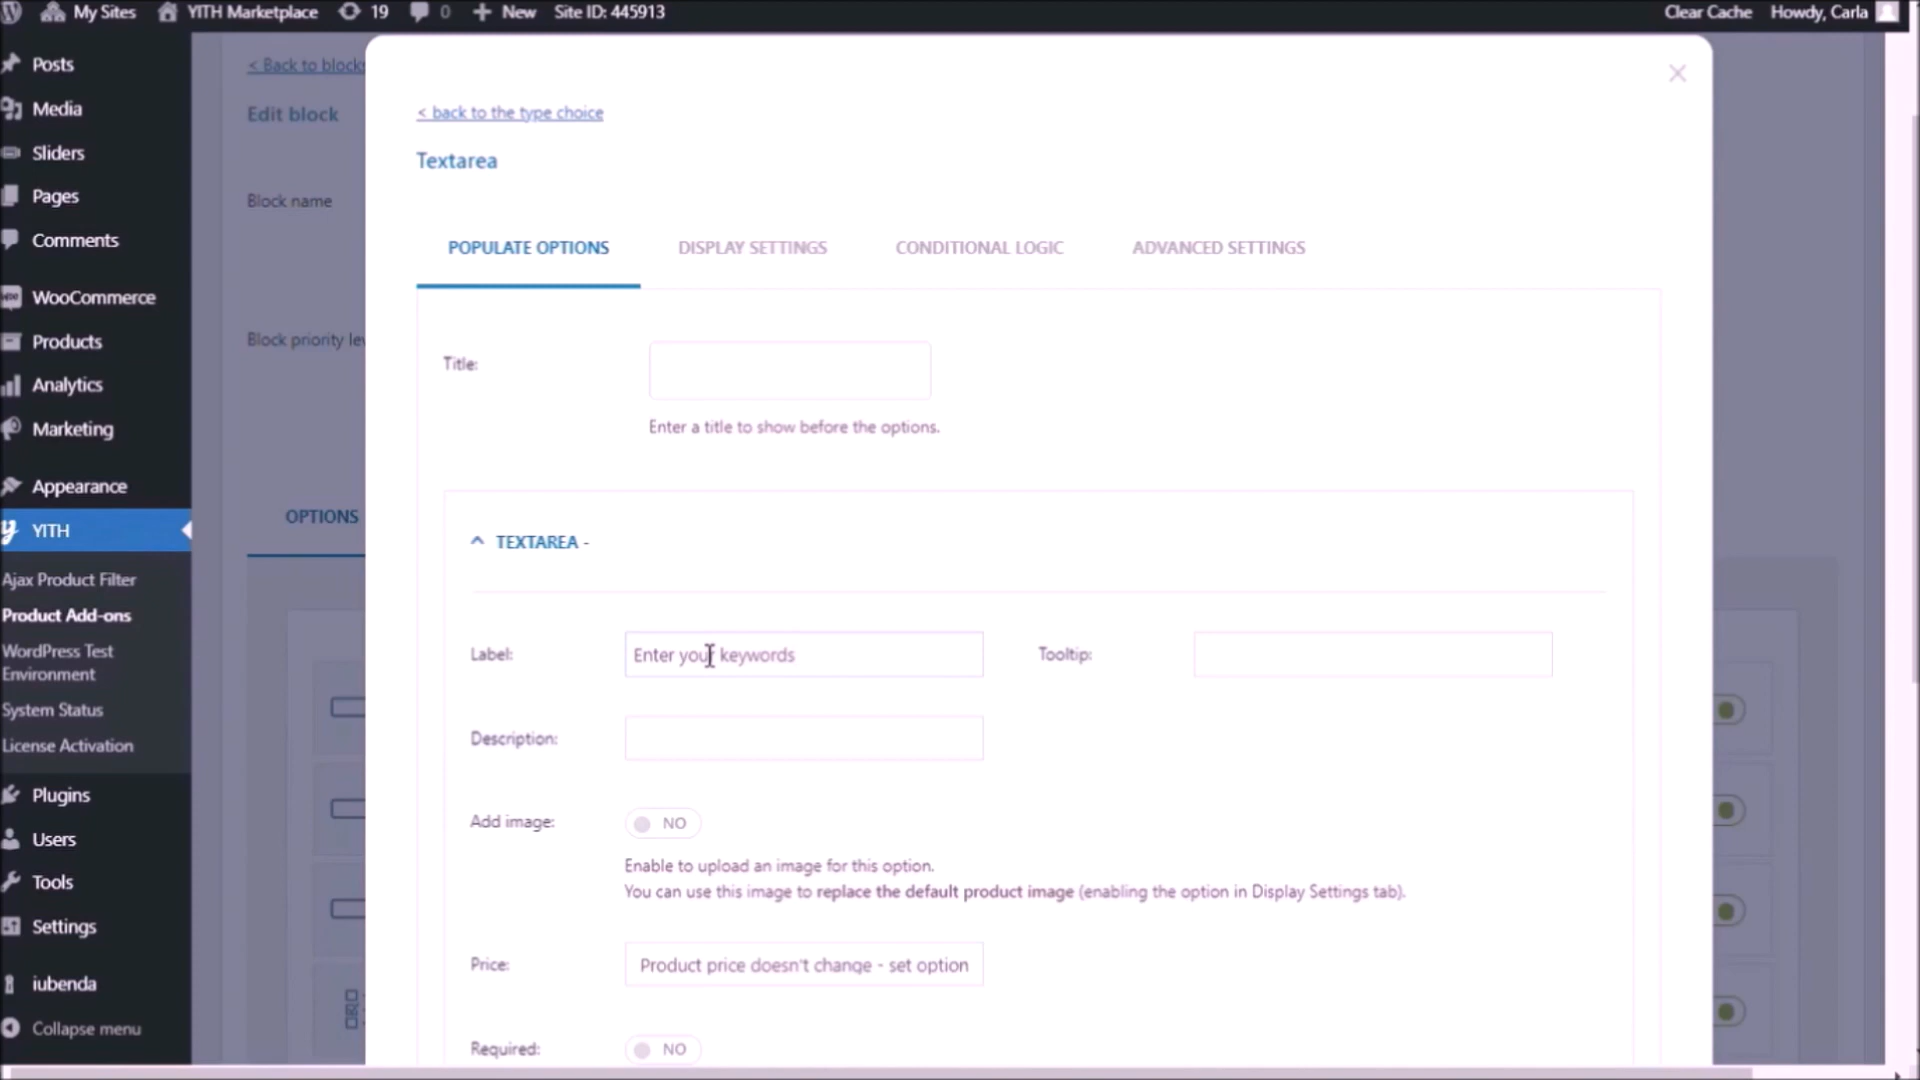 My Sites
YITH Marketplace
19
0
New
Site ID: 445913
Clear Cache
Howdy, Carla
Posts
Media
Sliders
Pages
Comments
WooCommerce
Products
Analytics
Marketing
Appearance
YITH
Ajax Product Filter
Product Add-ons
WordPress Test
Environment
System Status
License Activation
Plugins
Users
Tools
Settings
iubenda
Collapse menu
< Back to blocks
Edit block
Block name
Block priority lev
OPTIONS
< back to the type choice
Textarea
POPULATE OPTIONS
DISPLAY SETTINGS
CONDITIONAL LOGIC
ADVANCED SETTINGS
Title:
Enter a title to show before the options.
TEXTAREA -
Label:
Enter your keywords
Tooltip:
Description:
Add image:
NO
Enable to upload an image for this option.
You can use this image to replace the default product image (enabling the option in Display Settings tab).
Price:
Product price doesn't change - set option
Required:
NO